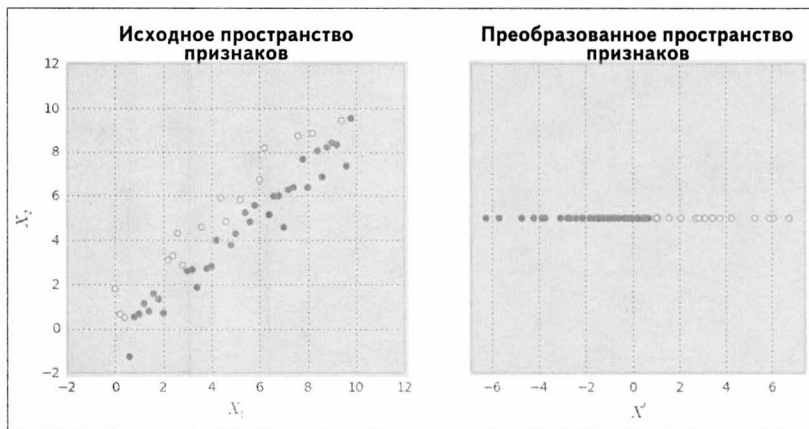 Исходное пространство
признаков
12
10
8
6
4
2
0
−2
−2 0 2 4 6 8 10 12
X₂
X₁
Преобразованное пространство
признаков
−6 −4 −2 0 2 4 6
X'